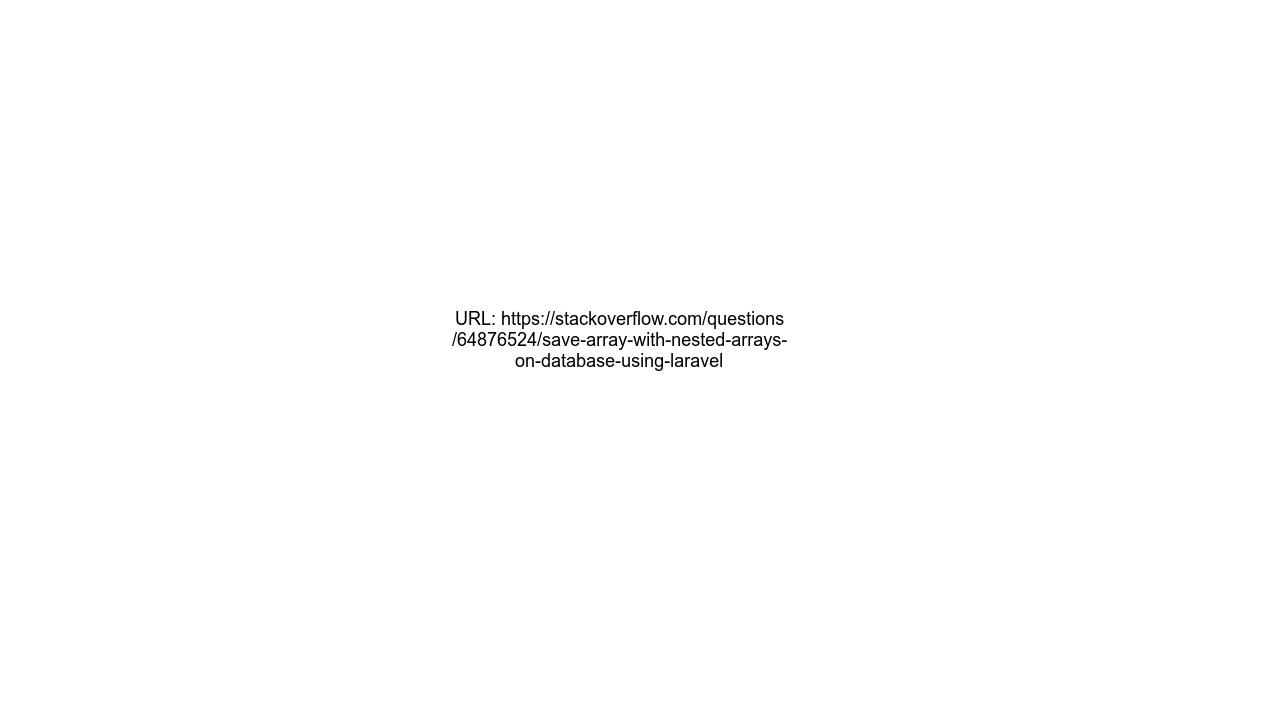 URL: https://stackoverflow.com/questions
/64876524/save-array-with-nested-arrays-
on-database-using-laravel